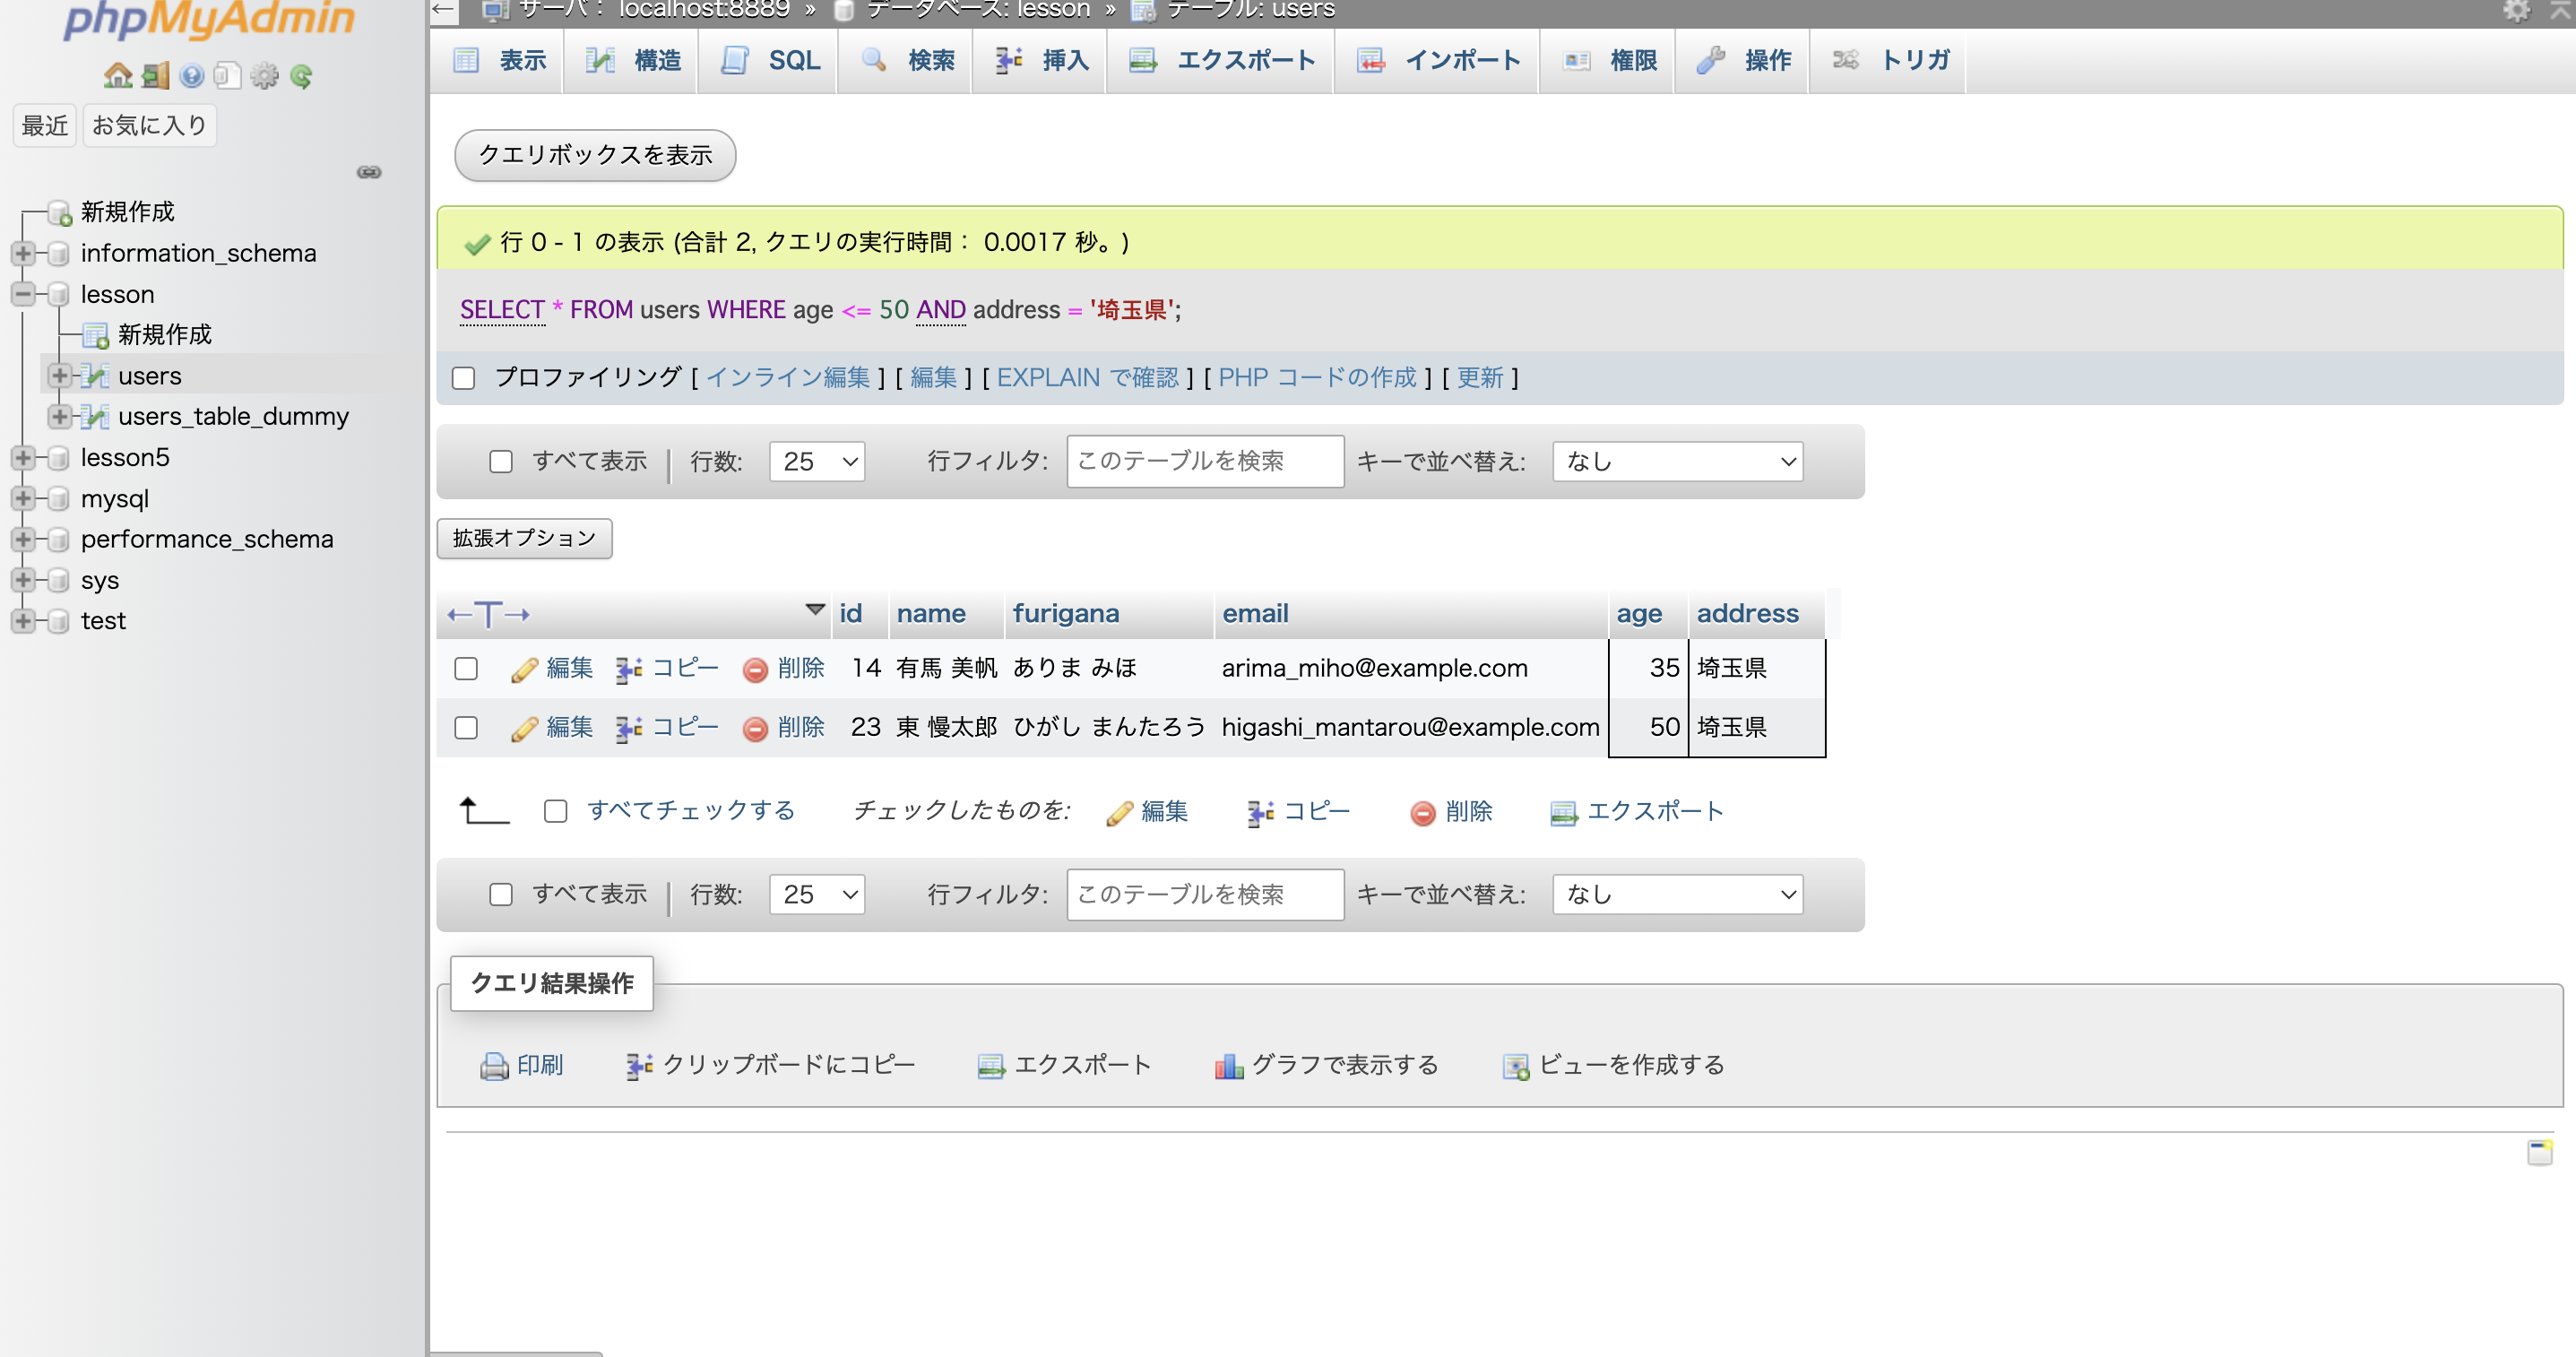 phpMyAdmin
最近 お気に入り
新規作成
information_schema
lesson
新規作成
users
users_table_dummy
lesson5
mysql
performance_schema
sys
test
← サーバ: localhost:8889 » データベース: lesson » テーブル: users
表示 構造 SQL 検索 挿入 エクスポート インポート 権限 操作 トリガ
クエリボックスを表示
行 0 - 1 の表示 (合計 2, クエリの実行時間: 0.0017 秒。)
SELECT * FROM users WHERE age <= 50 AND address = '埼玉県';
プロファイリング [ インライン編集 ] [ 編集 ] [ EXPLAIN で確認 ] [ PHP コードの作成 ] [ 更新 ]
すべて表示 | 行数: 25 行フィルタ: このテーブルを検索 キーで並べ替え: なし
拡張オプション
←T→ id name furigana email age address
編集 コピー 削除 14 有馬 美帆 ありま みほ arima_miho@example.com 35 埼玉県
編集 コピー 削除 23 東 慢太郎 ひがし まんたろう higashi_mantarou@example.com 50 埼玉県
すべてチェックする チェックしたものを: 編集 コピー 削除 エクスポート
すべて表示 | 行数: 25 行フィルタ: このテーブルを検索 キーで並べ替え: なし
クエリ結果操作
印刷 クリップボードにコピー エクスポート グラフで表示する ビューを作成する